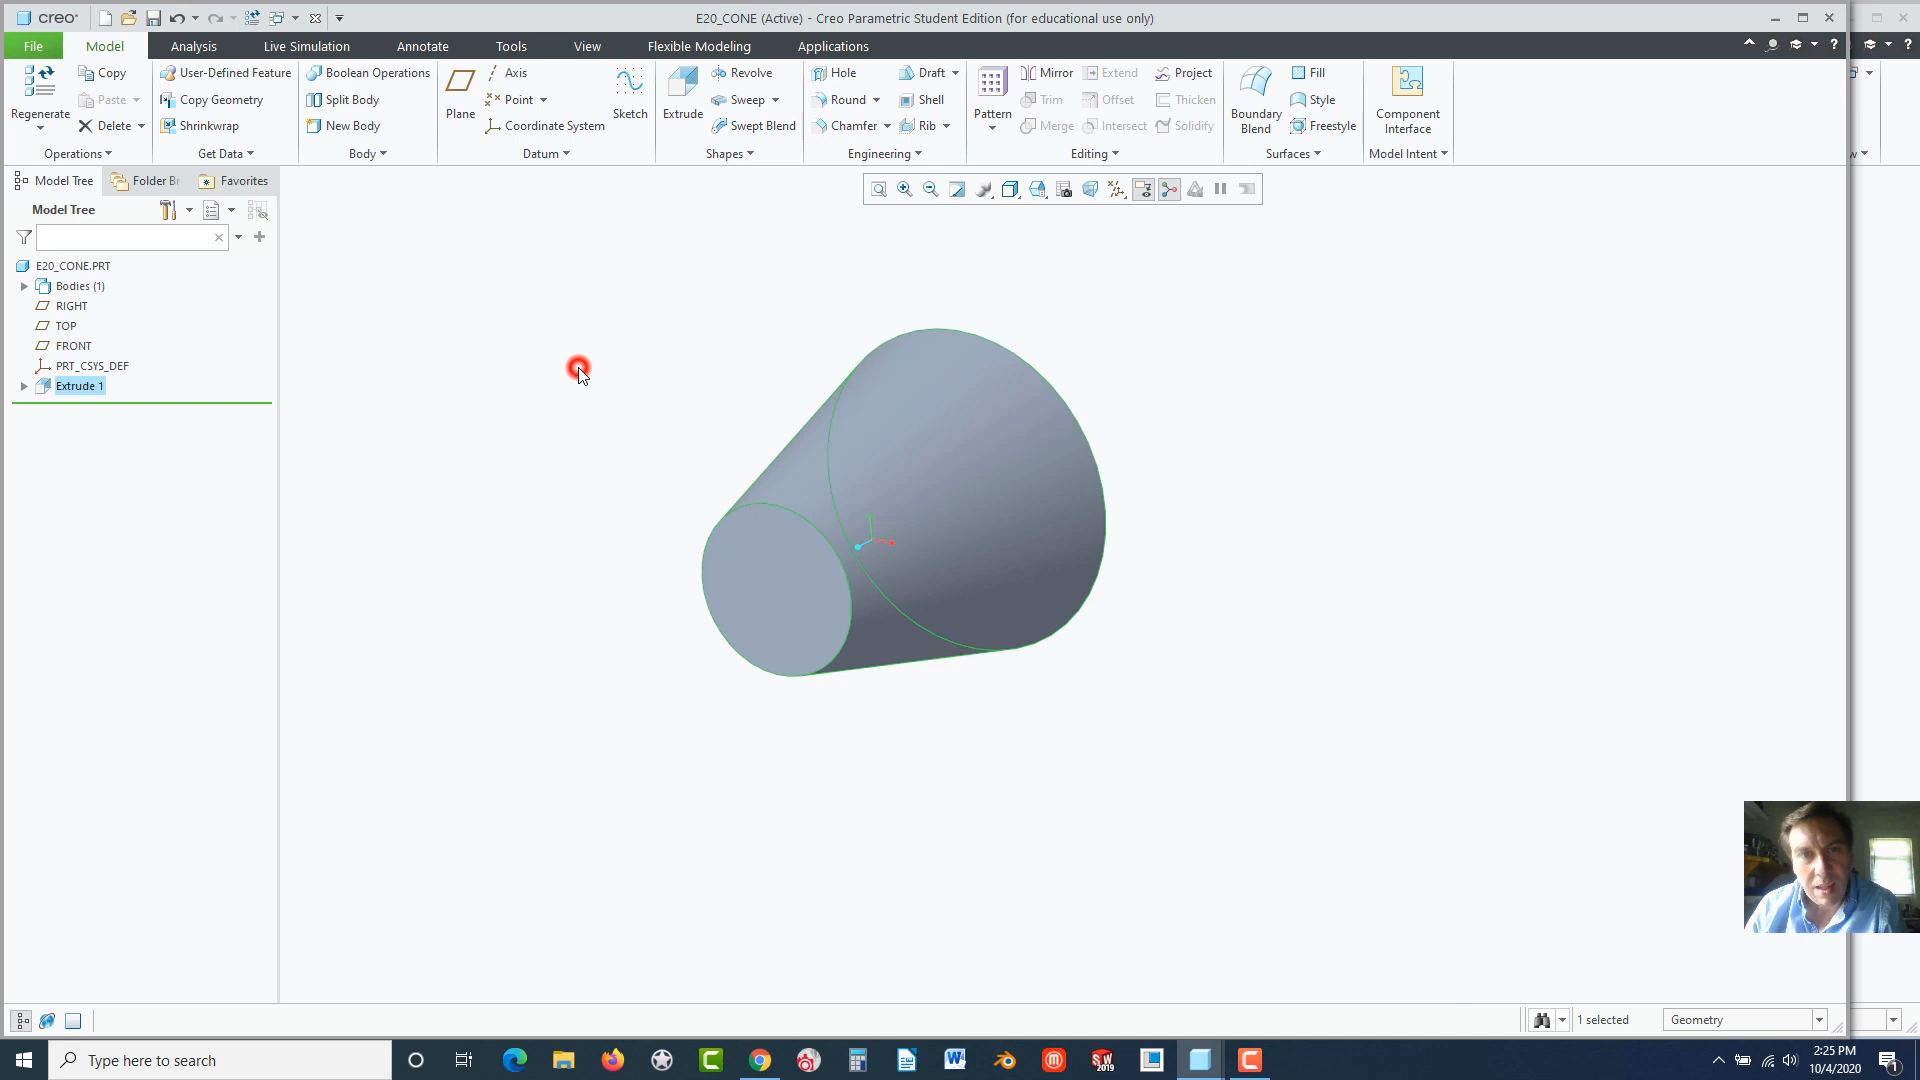 creo®
E20_CONE (Active) - Creo Parametric Student Edition (for educational use only)
File Model Analysis Live Simulation Annotate Tools View Flexible Modeling Applications
Regenerate
Copy
Paste
Delete
Operations
User-Defined Feature
Copy Geometry
Shrinkwrap
Get Data
Boolean Operations
Split Body
New Body
Body
Plane
Axis
Point
Coordinate System
Sketch
Datum
Extrude
Revolve
Sweep
Swept Blend
Shapes
Hole
Round
Chamfer
Draft
Shell
Rib
Engineering
Pattern
Mirror
Trim
Merge
Extend
Offset
Intersect
Project
Thicken
Solidify
Editing
Boundary
Blend
Fill
Style
Freestyle
Surfaces
Component
Interface
Model Intent
w
Model Tree
Folder Br
Favorites
Model Tree
E20_CONE.PRT
Bodies (1)
RIGHT
TOP
FRONT
PRT_CSYS_DEF
Extrude 1
1 selected
Geometry
Type here to search
W
SW
2019
2:25 PM
10/4/2020
1